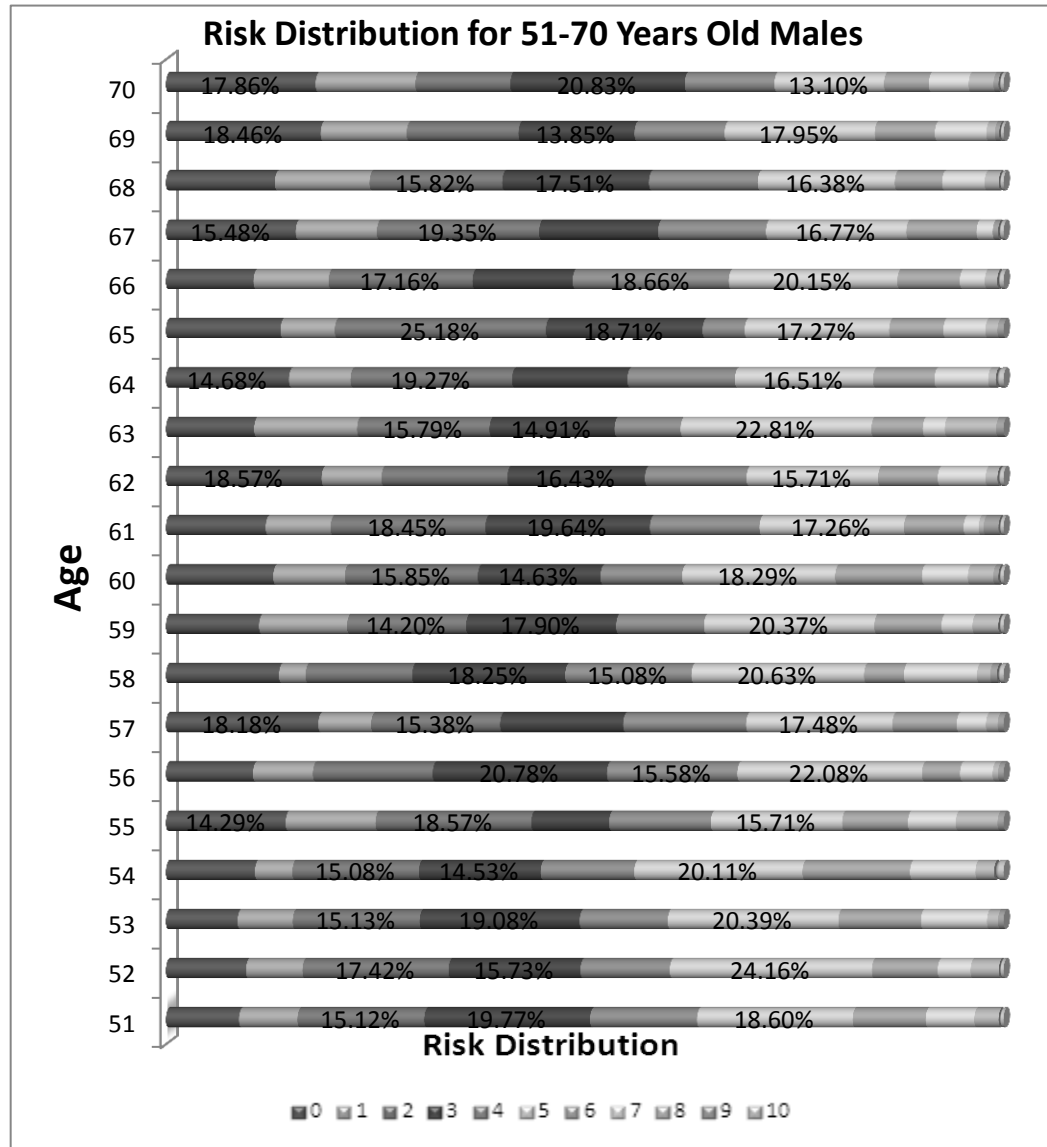 Risk Distribution for 51-70 Years Old Males
70 17.86% 20.83% 13.10%
69 18.46% 13.85% 17.95%
68 15.82% 17.51% 16.38%
67 15.48% 19.35% 16.77%
66 17.16% 18.66% 20.15%
65 25.18% 18.71% 17.27%
64 14.68% 19.27% 16.51%
63 15.79% 14.91% 22.81%
62 18.57% 16.43% 15.71%
61 18.45% 19.64% 17.26%
60 15.85% 14.63% 18.29%
59 14.20% 17.90% 20.37%
58 18.25% 15.08% 20.63%
57 18.18% 15.38% 17.48%
56 20.78% 15.58% 22.08%
55 14.29% 18.57% 15.71%
54 15.08% 14.53% 20.11%
53 15.13% 19.08% 20.39%
52 17.42% 15.73% 24.16%
51 15.12% 19.77% 18.60%
Age
Risk Distribution
0 1 2 3 4 5 6 7 8 9 10